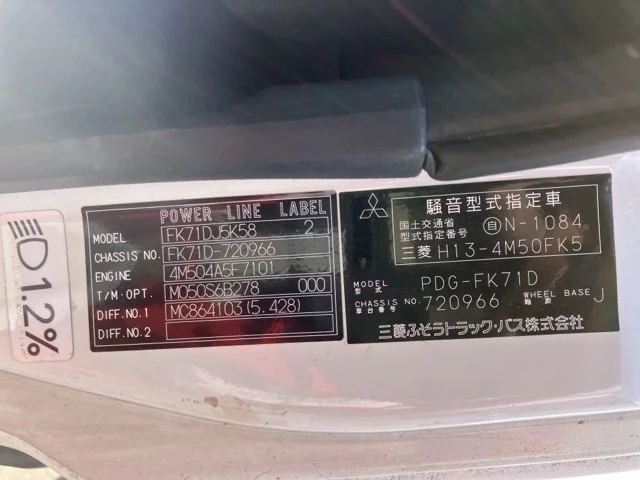 1.2%
POWER LINE LABEL
MODEL FK71DJ5K58 2
CHASSIS NO. FK71D-720966
ENGINE 4M504A5F7101
T/M・OPT. M050S6B278 000
DIFF.NO.1 MC864103(5.428)
DIFF.NO.2
騒音型式指定車
国土交通省
型式指定番号 自N-1084
三菱 H13-4M50FK5
MODEL 型式 PDG-FK71D
CHASSIS NO. 車台番号 720966 WHEEL BASE 軸距 J
三菱ふそうトラック・バス株式会社